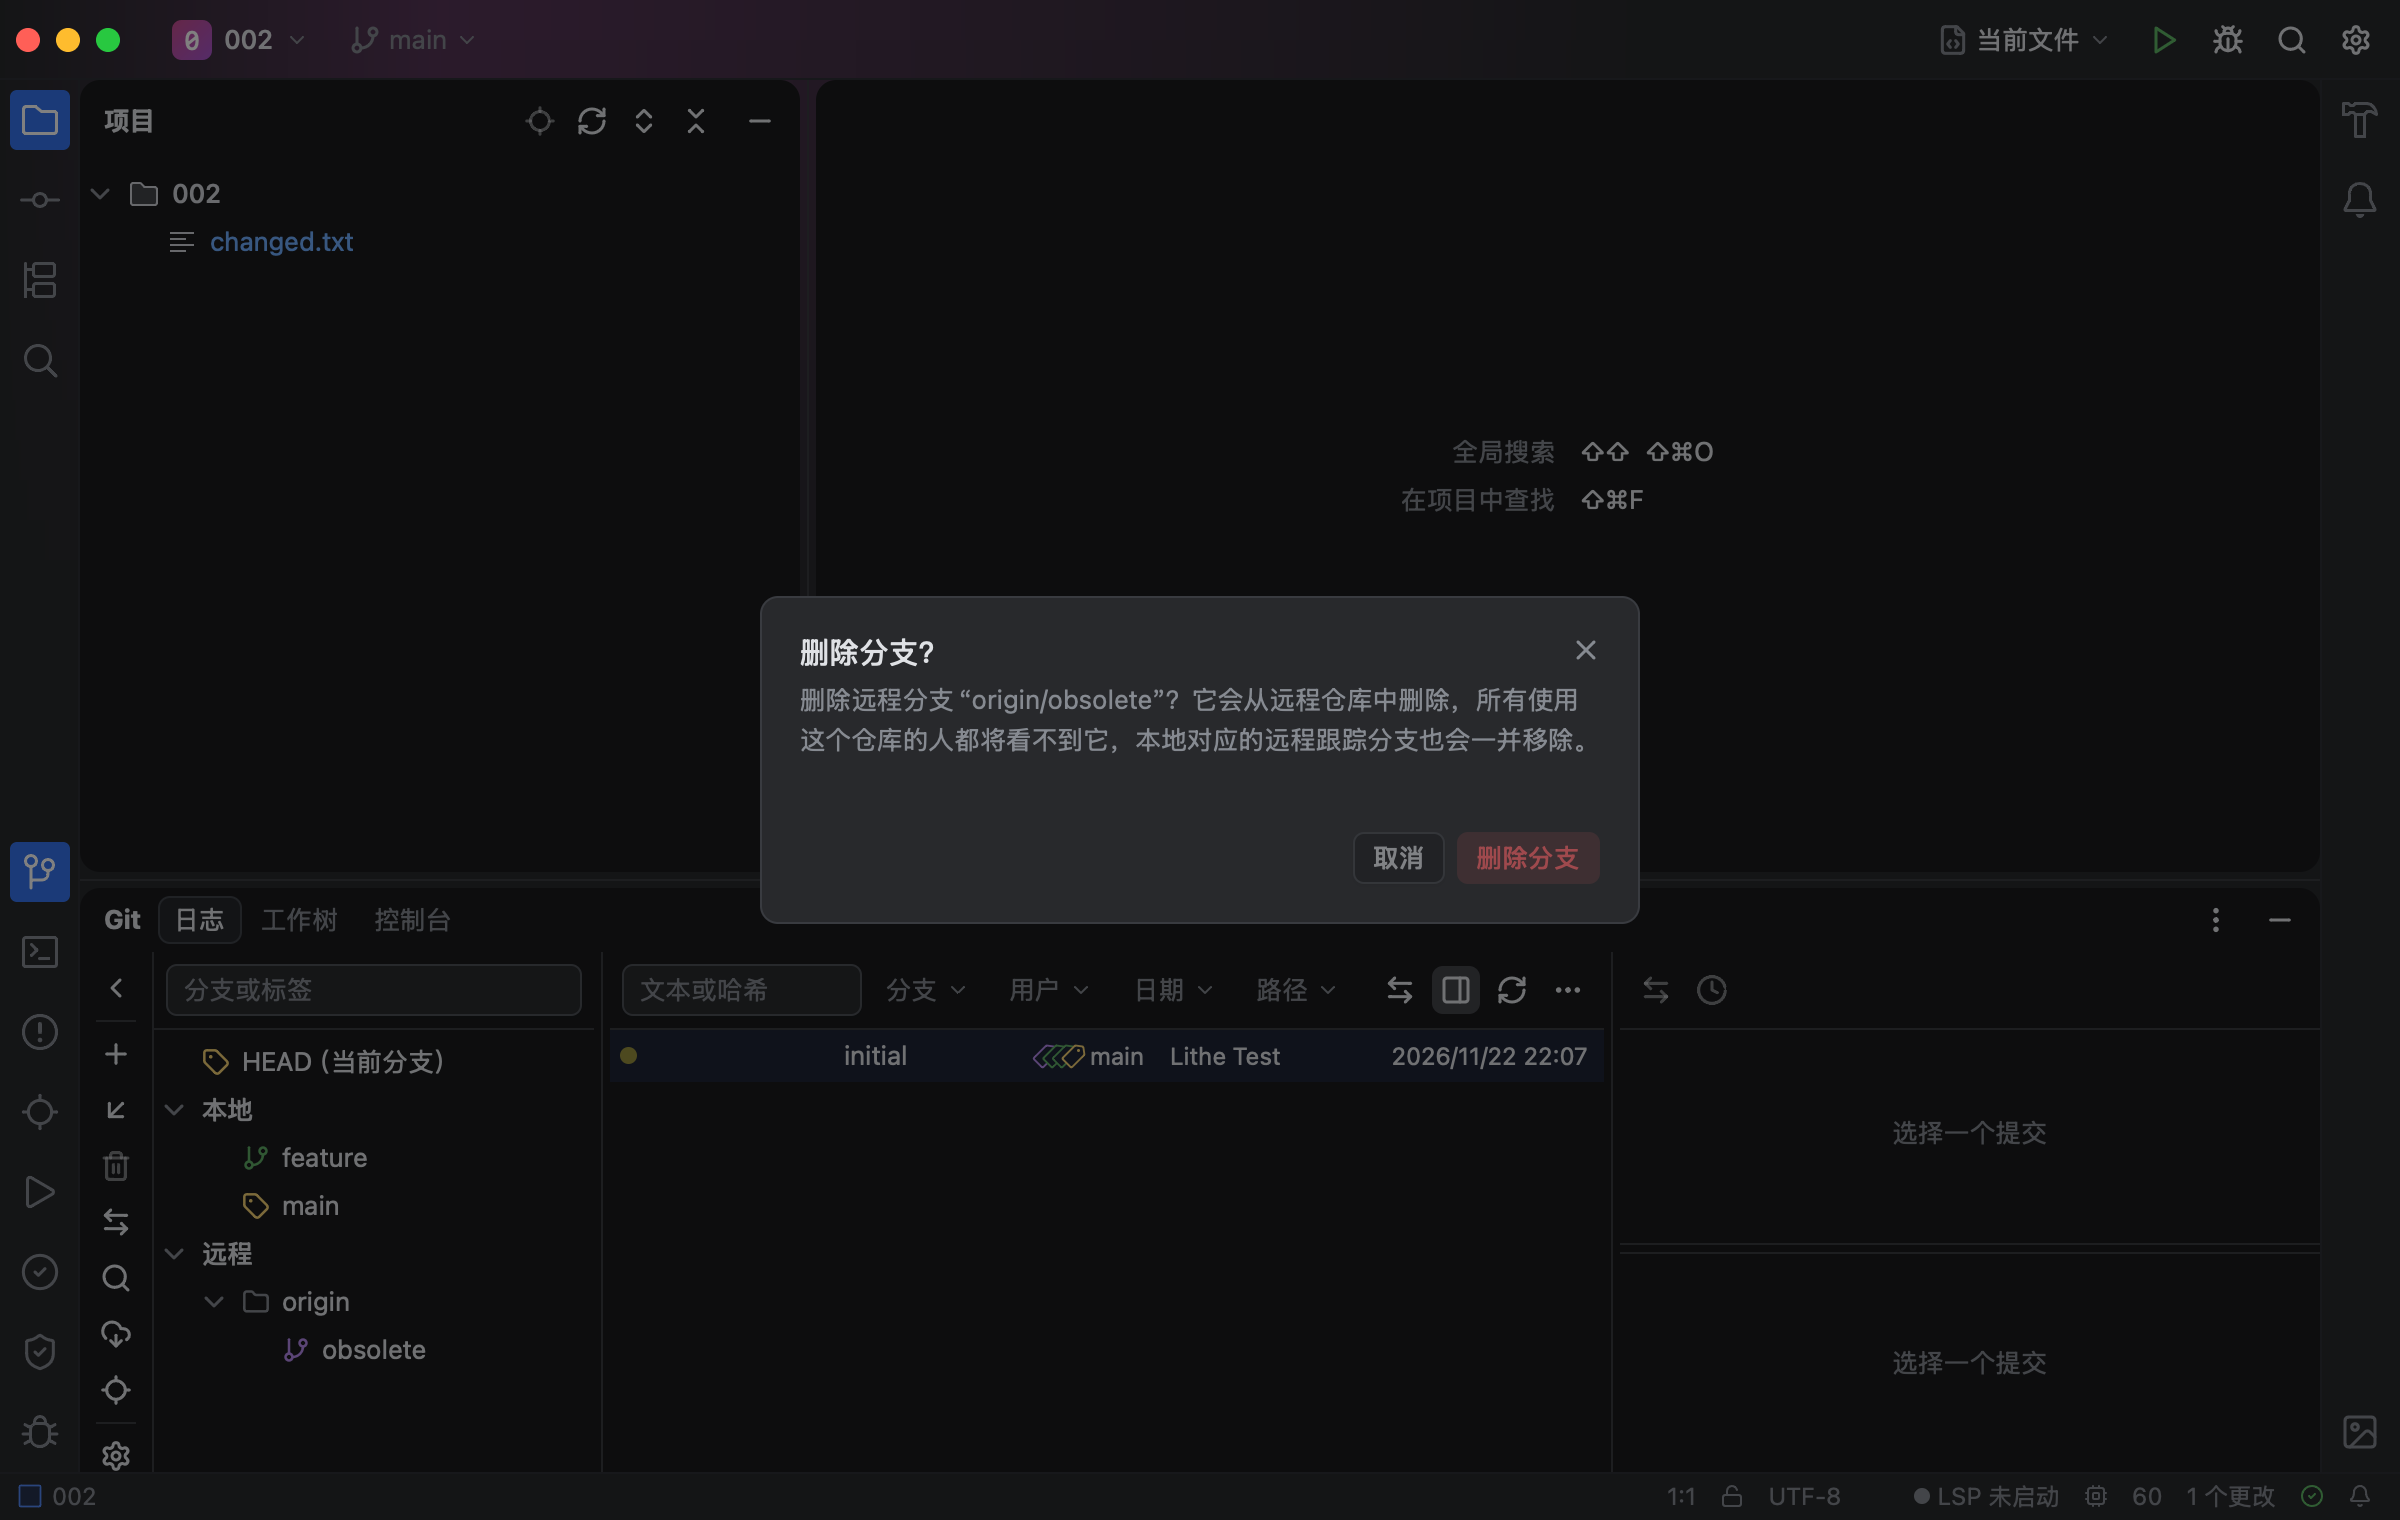 0 002 main 当前文件
项目
002
changed.txt
全局搜索 ⇧⇧ ⇧⌘O
在项目中查找 ⇧⌘F
删除分支?
删除远程分支 “origin/obsolete”？它会从远程仓库中删除，所有使用
这个仓库的人都将看不到它，本地对应的远程跟踪分支也会一并移除。
取消 删除分支
Git 日志 工作树 控制台
分支或标签
文本或哈希 分支 用户 日期 路径
HEAD (当前分支)
本地
feature
main
远程
origin
obsolete
initial main Lithe Test 2026/11/22 22:07
选择一个提交
选择一个提交
002 1:1 UTF-8 LSP 未启动 60 1 个更改